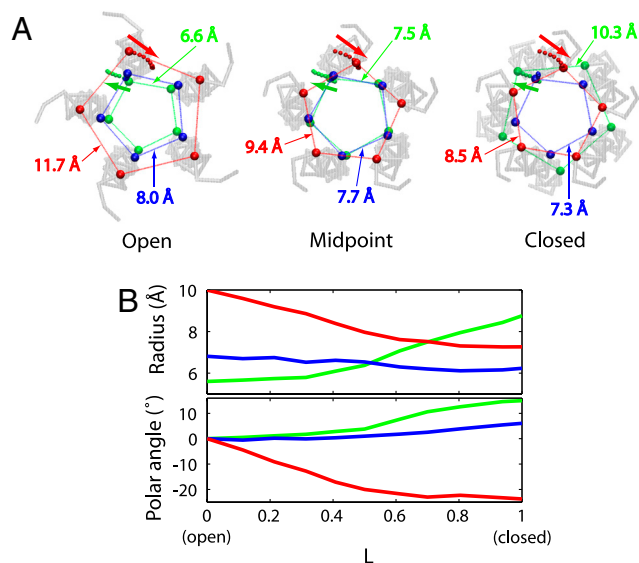 A
6.6 Å
7.5 Å
10.3 Å
11.7 Å
8.0 Å
9.4 Å
7.7 Å
8.5 Å
7.3 Å
Open
Midpoint
Closed
B
Radius (Å)
10
8
6
Polar angle (°)
10
0
-10
-20
0
0.2
0.4
0.6
0.8
1
(open)
(closed)
L